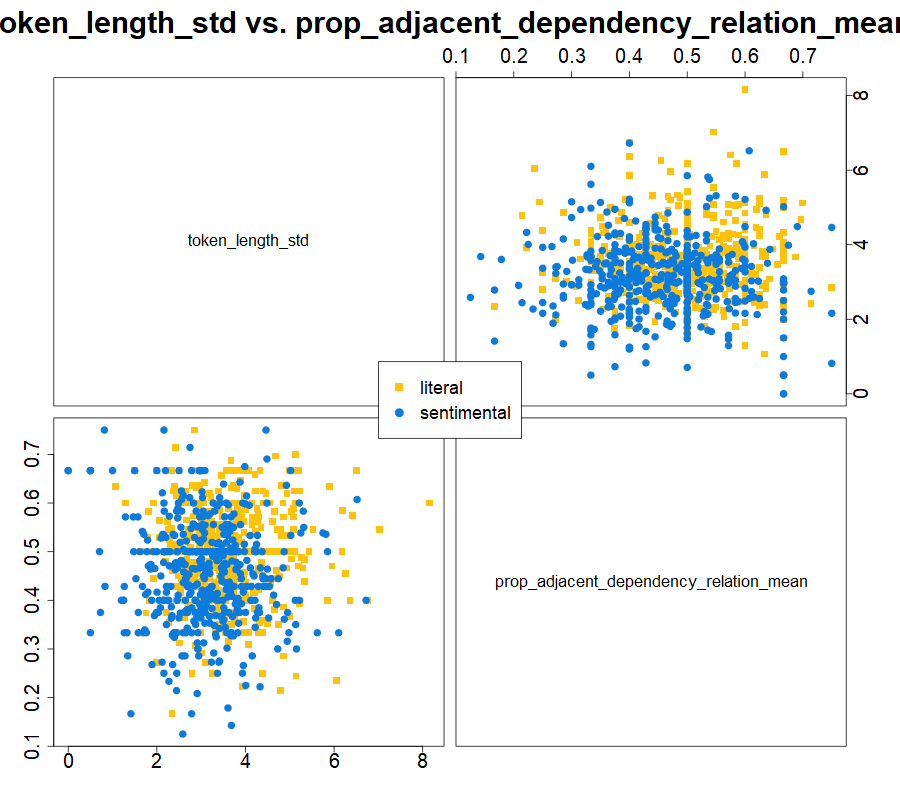 oken_length_std vs. prop_adjacent_dependency_relation_mea
0.1 0.2 0.3 0.4 0.5 0.6 0.7
token_length_std
8
6
4
2
0
literal
sentimental
0.7
0.6
0.5
0.4
0.3
0.2
0.1
prop_adjacent_dependency_relation_mean
0 2 4 6 8